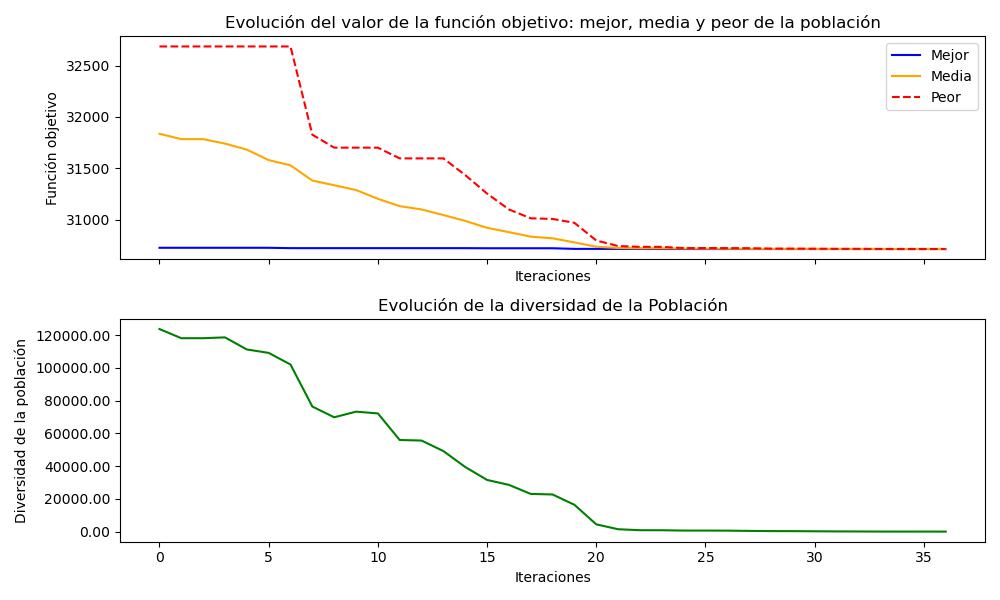 Evolución del valor de la función objetivo: mejor, media y peor de la población
Función objetivo
32500
32000
31500
31000
Mejor
Media
Peor
Iteraciones
Evolución de la diversidad de la Población
Diversidad de la población
120000.00
100000.00
80000.00
60000.00
40000.00
20000.00
0.00
0 5 10 15 20 25 30 35
Iteraciones